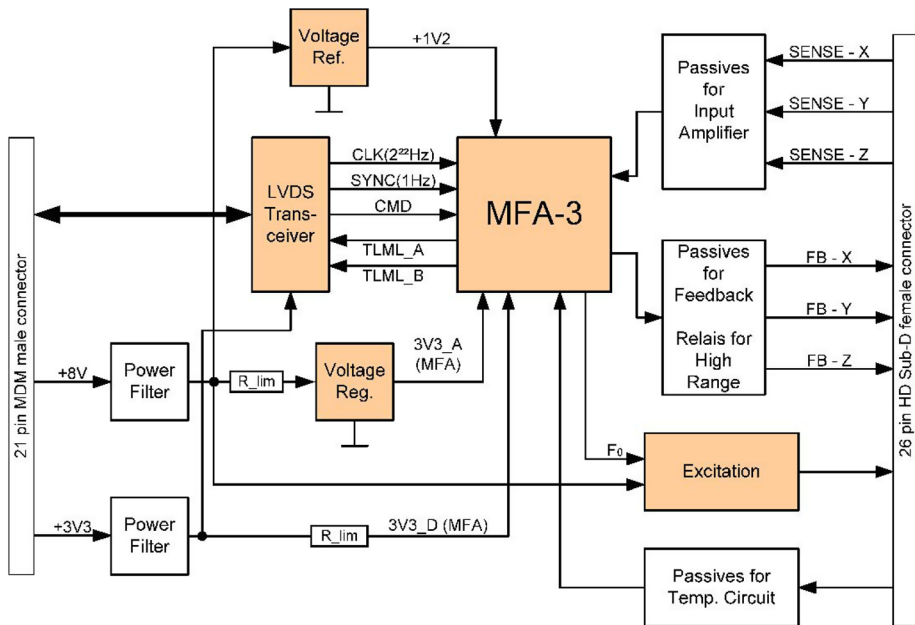 21 pin MDM male connector
Voltage
Ref.
+1V2
LVDS
Trans-
ceiver
CLK(2²²Hz)
SYNC(1Hz)
CMD
TLML_A
TLML_B
MFA-3
Passives
for
Input
Amplifier
SENSE - X
SENSE - Y
SENSE - Z
Passives
for
Feedback
Relais for
High
Range
FB - X
FB - Y
FB - Z
+8V
Power
Filter
R_lim
Voltage
Reg.
3V3_A
(MFA)
F₀
Excitation
+3V3
Power
Filter
R_lim
3V3_D (MFA)
Passives for
Temp. Circuit
26 pin HD Sub-D female connector